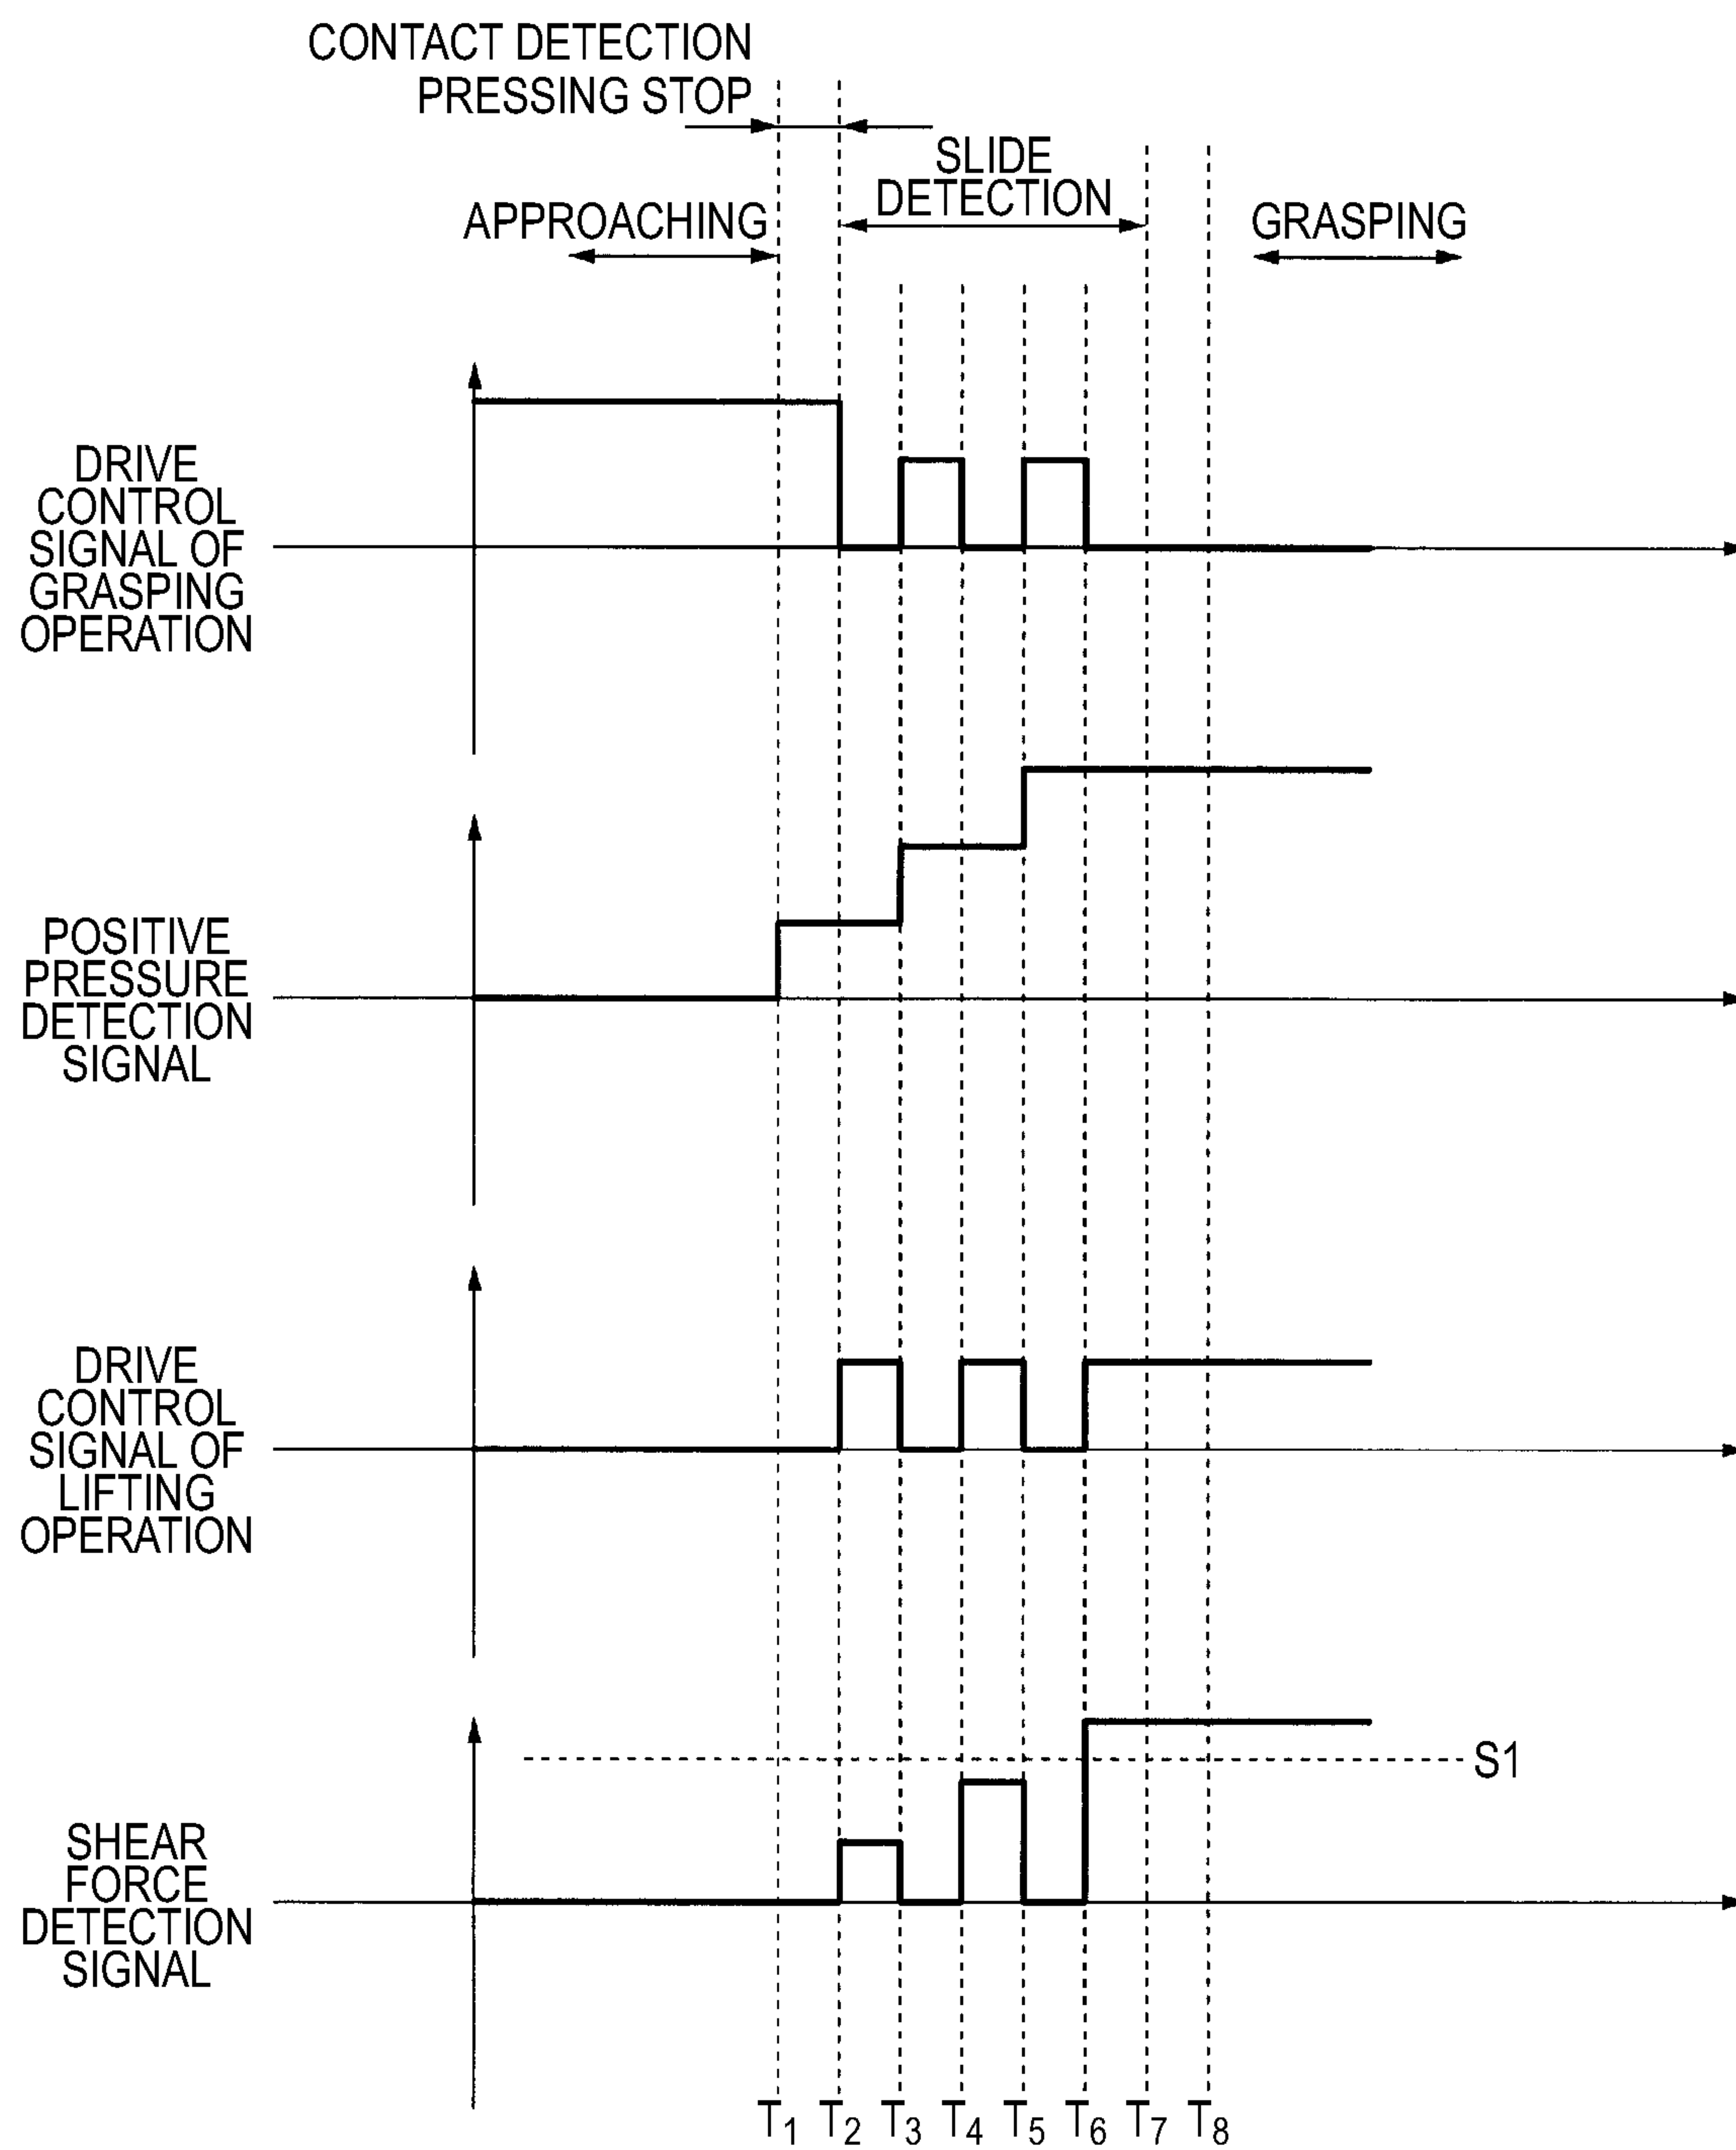 CONTACT DETECTION
PRESSING STOP
SLIDE
DETECTION
APPROACHING
GRASPING
DRIVE
CONTROL
SIGNAL OF
GRASPING
OPERATION
POSITIVE
PRESSURE
DETECTION
SIGNAL
DRIVE
CONTROL
SIGNAL OF
LIFTING
OPERATION
S1
SHEAR
FORCE
DETECTION
SIGNAL
T1 T2 T3 T4 T5 T6 T7 T8